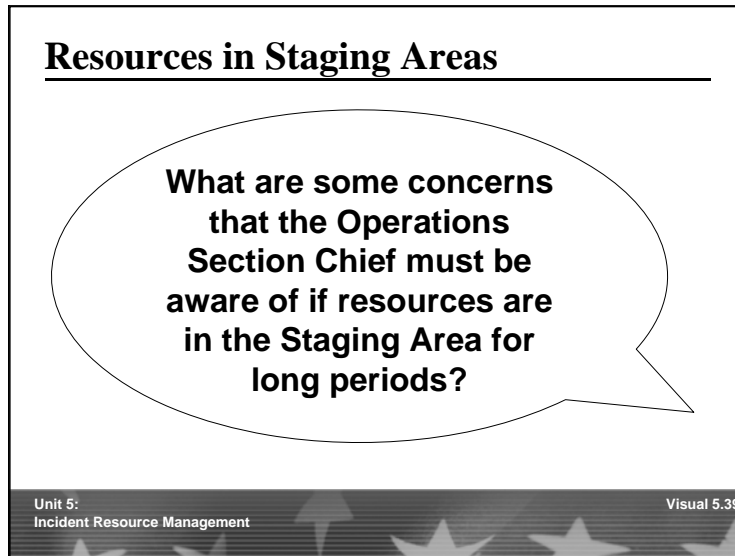 Resources in Staging Areas
What are some concerns
that the Operations
Section Chief must be
aware of if resources are
in the Staging Area for
long periods?
Unit 5:
Visual 5.39
Incident Resource Management